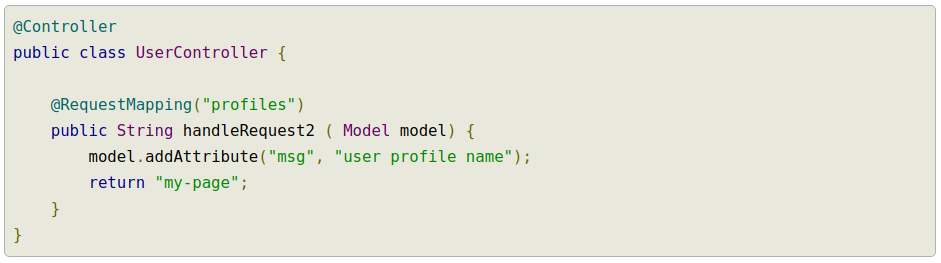 @Controller
public class UserController {
    @RequestMapping("profiles")
    public String handleRequest2 ( Model model) {
        model.addAttribute("msg", "user profile name");
        return "my-page";
    }
}